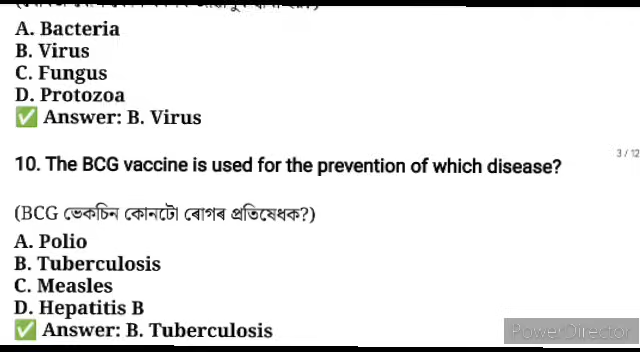 A. Bacteria
B. Virus
C. Fungus
D. Protozoa
✅ Answer: B. Virus
3 / 12
10. The BCG vaccine is used for the prevention of which disease?
(BCG ভেকচিন কোনটো ৰোগৰ প্ৰতিষেধক?)
A. Polio
B. Tuberculosis
C. Measles
D. Hepatitis B
✅ Answer: B. Tuberculosis
PowerDirector